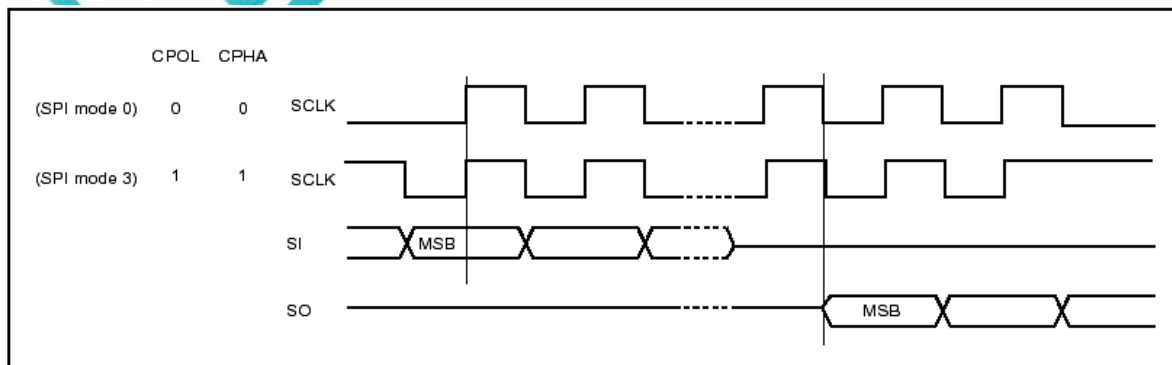 CPOL CPHA
(SPI mode 0) 0 0 SCLK
(SPI mode 3) 1 1 SCLK
SI MSB
SO MSB